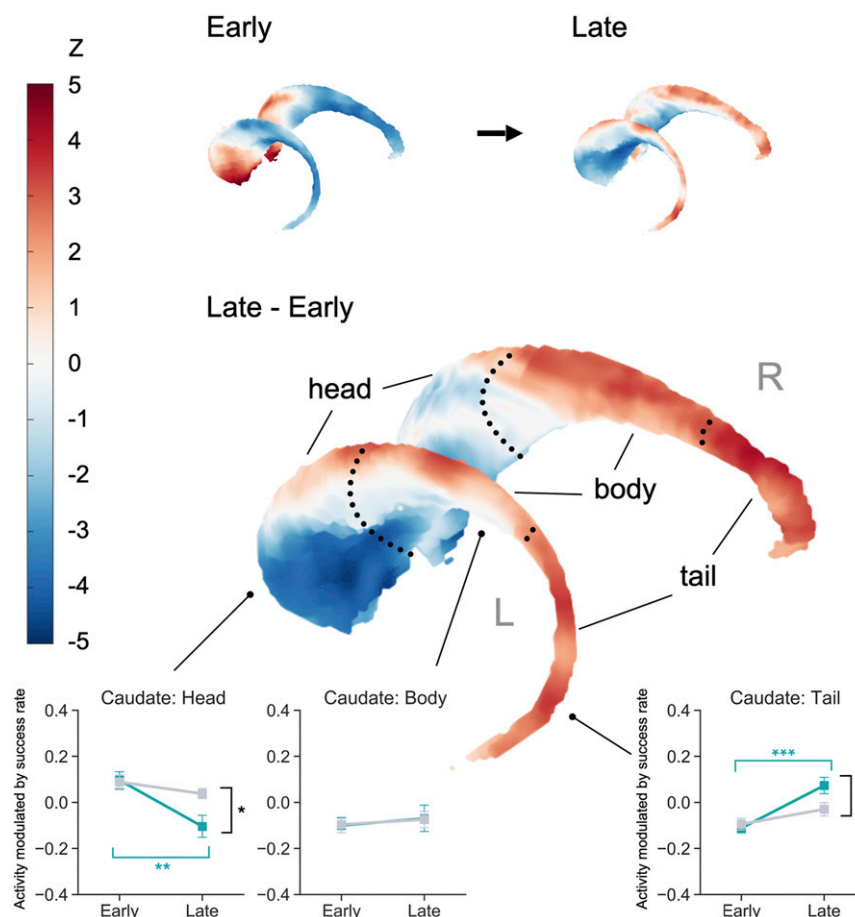 Early
Late
Z
5
4
3
2
1
0
-1
-2
-3
-4
-5
Late - Early
head
R
body
tail
L
Caudate: Head
Activity modulated by success rate
0.4
0.2
0.0
−0.2
−0.4
*
**
Early
Late
Caudate: Body
0.4
0.2
0.0
−0.2
−0.4
Early
Late
Caudate: Tail
Activity modulated by success rate
0.4
0.2
0.0
−0.2
−0.4
***
Early
Late